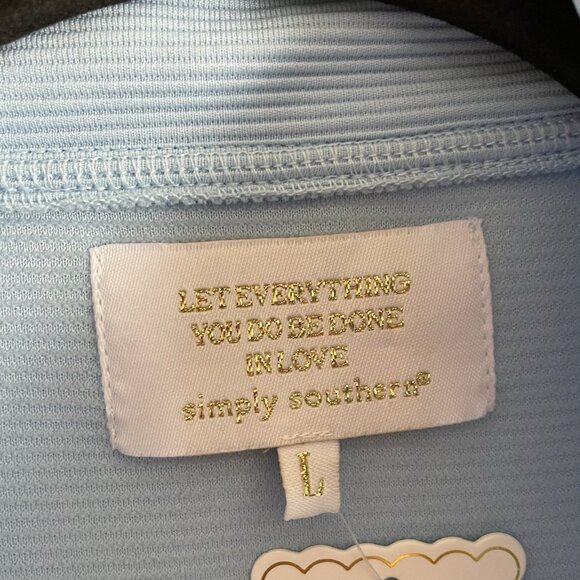 LET EVERYTHING
YOU DO BE DONE
IN LOVE
simply southern®
L